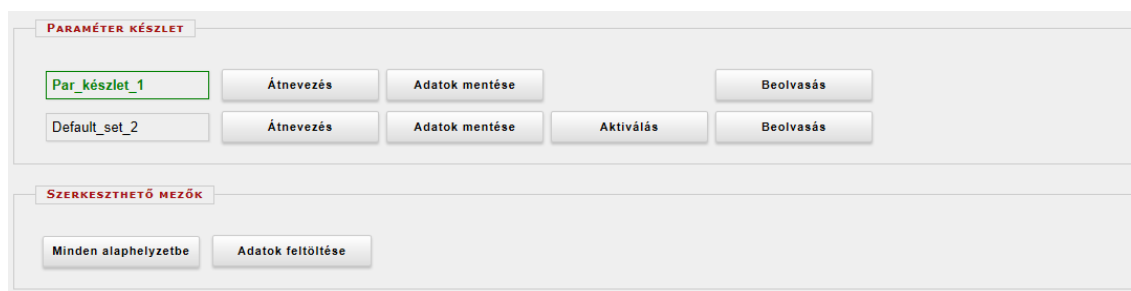 Paraméter készlet
Par_készlet_1 Átnevezés Adatok mentése Beolvasás
Default_set_2 Átnevezés Adatok mentése Aktiválás Beolvasás
Szerkeszthető mezők
Minden alaphelyzetbe Adatok feltöltése